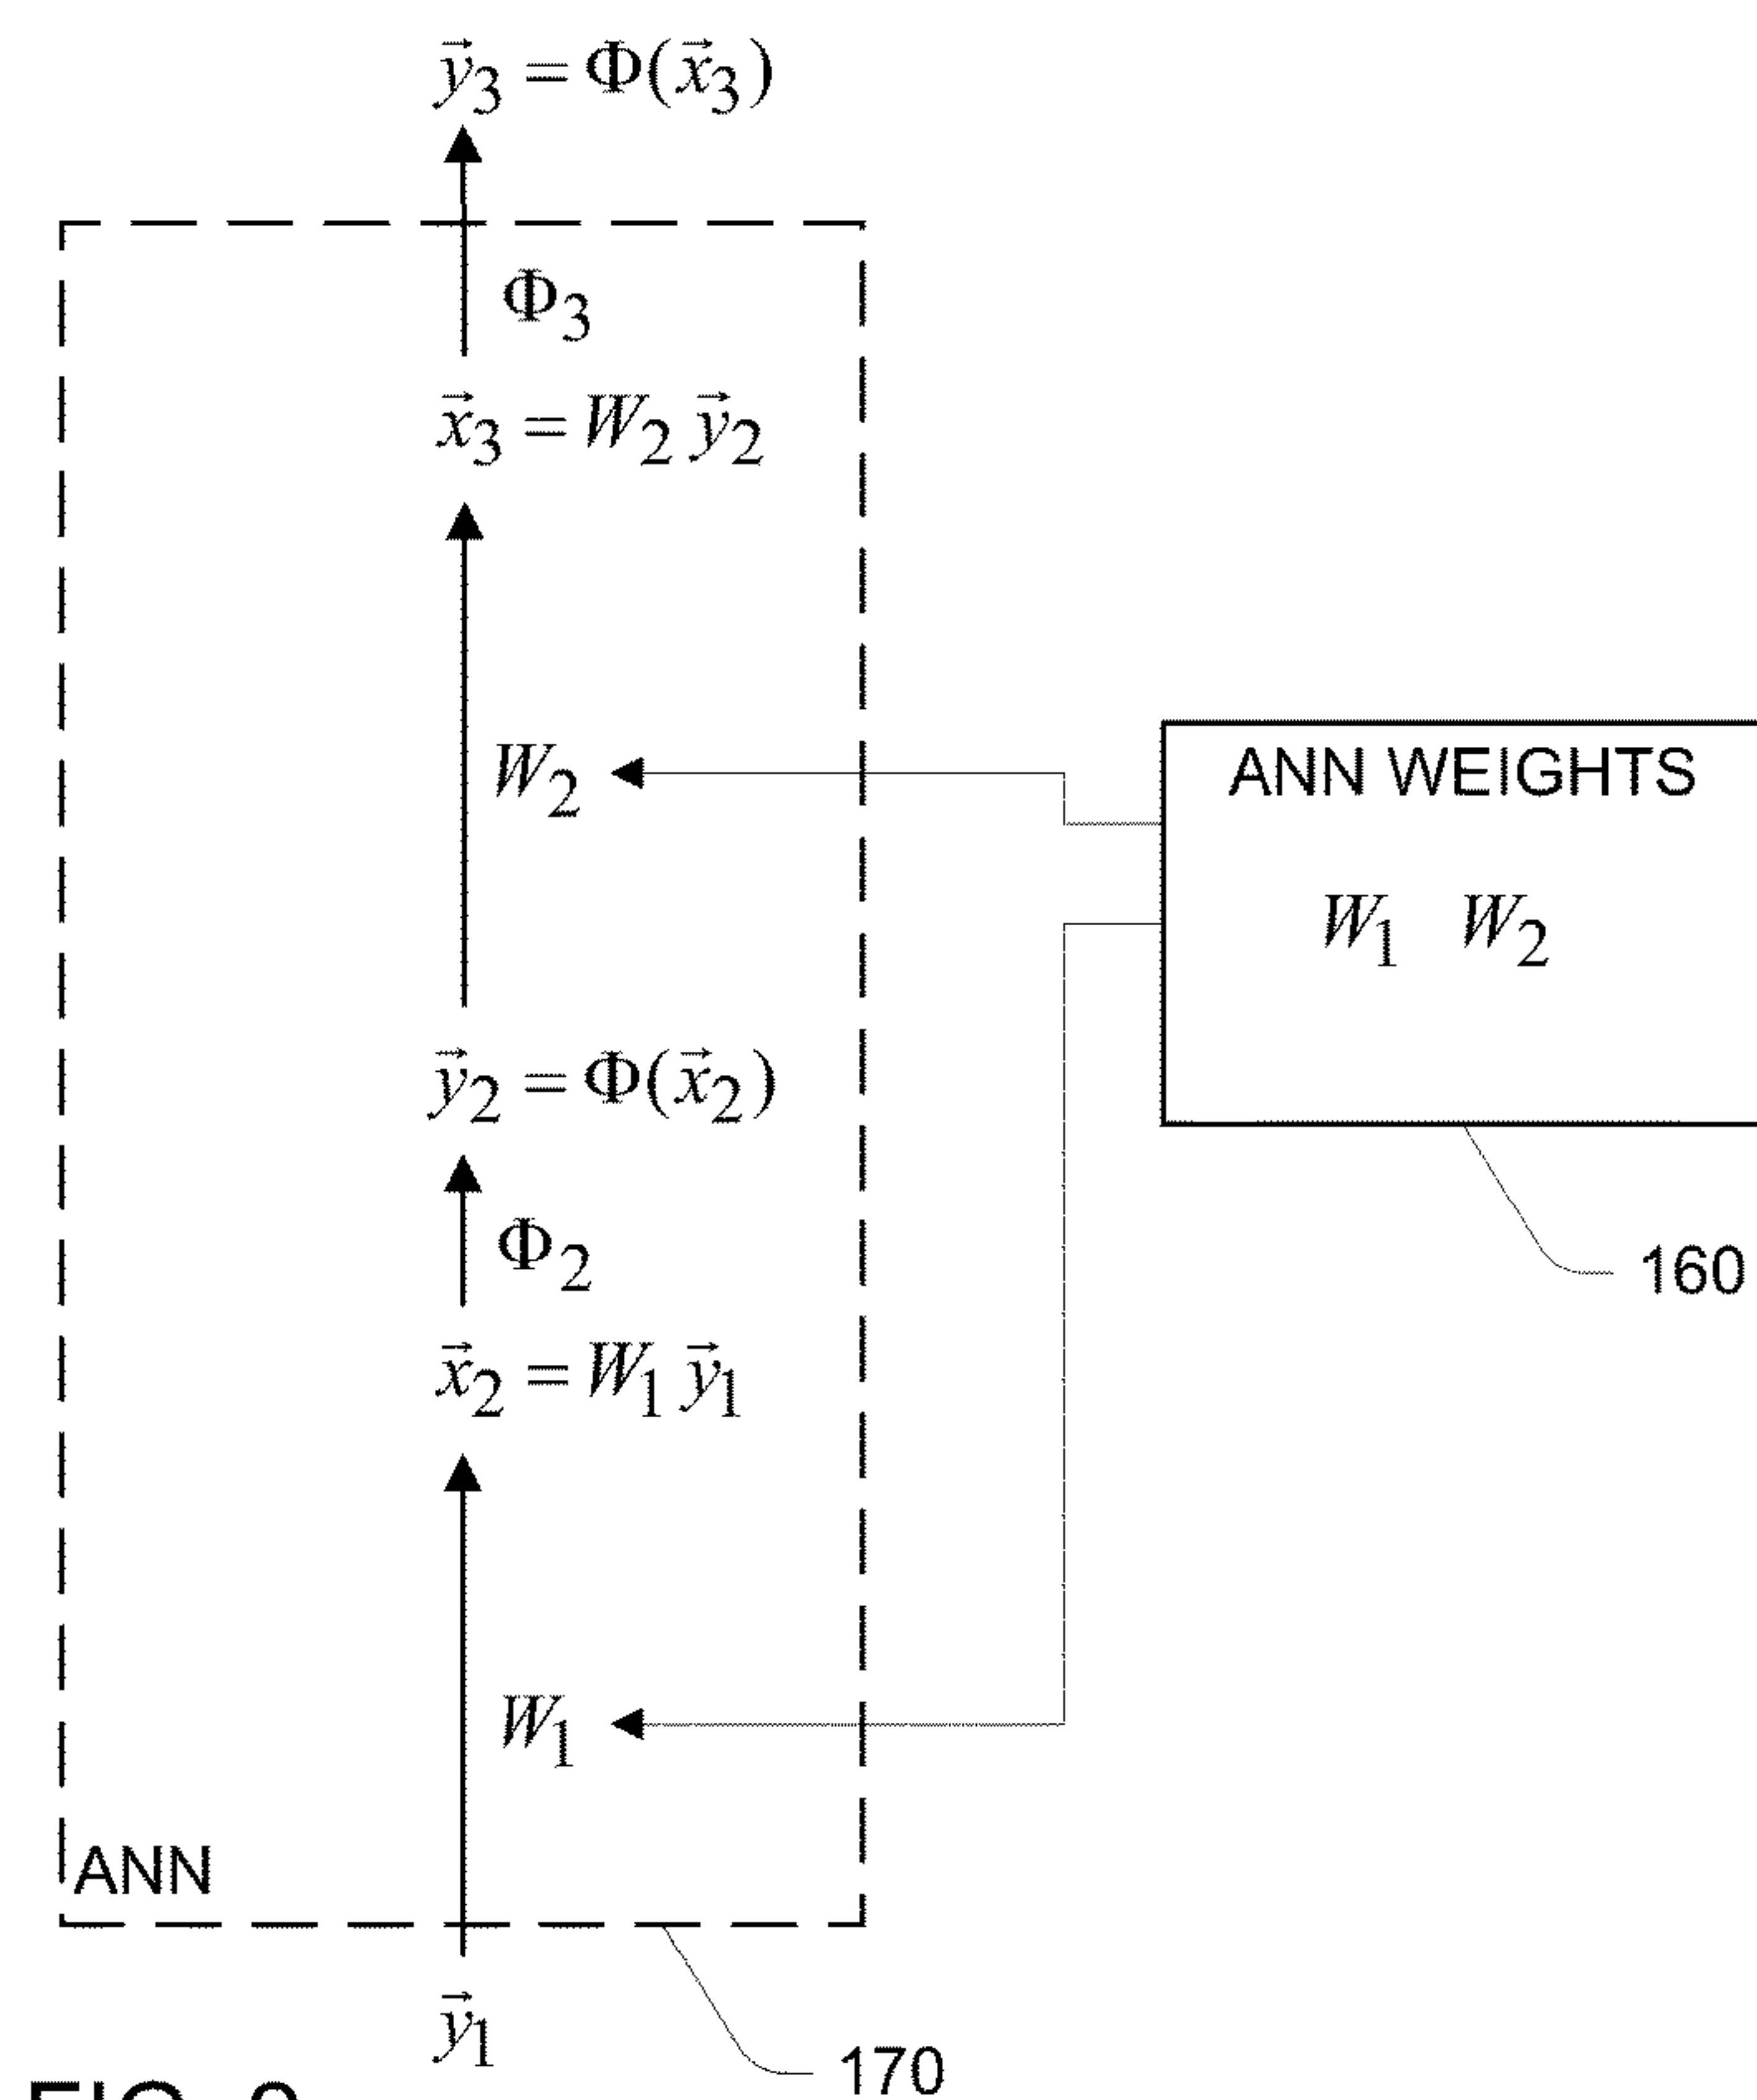 y⃗₃ = Φ(x⃗₃)
Φ₃
x⃗₃ = W₂ y⃗₂
W₂
ANN WEIGHTS
W₁ W₂
y⃗₂ = Φ(x⃗₂)
Φ₂
160
x⃗₂ = W₁ y⃗₁
W₁
ANN
y⃗₁
170
FIG.